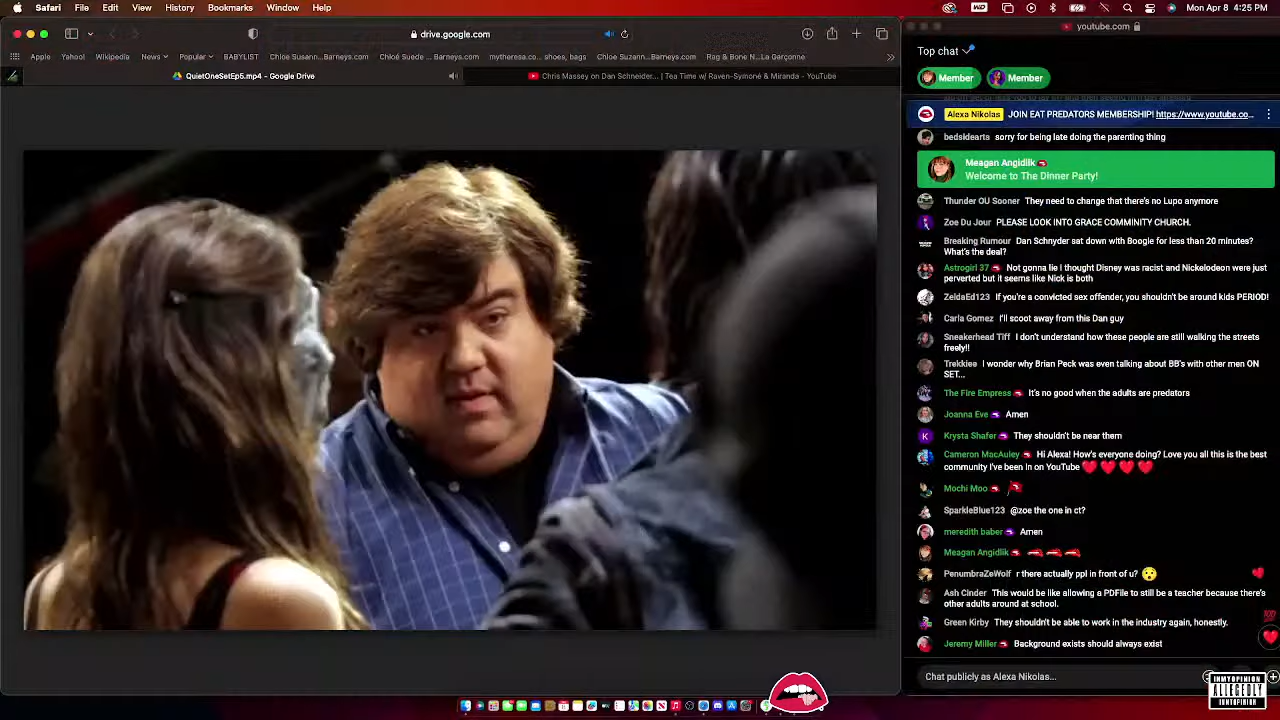 Safari File Edit View History Bookmarks Window Help
Mon Apr 8 4:25 PM
drive.google.com
youtube.com
Apple Yahoo! Wikipedia News Popular BABYLIST Chloe Susann...Barneys.com Chloé Suede ... Barneys.com mytheresa.co... shoes, bags Chloe Suzenn...Barneys.com Rag & Bone N...La Garçonne
QuietOneSetEp5.mp4 - Google Drive
Chris Massey on Dan Schneider... | Tea Time w/ Raven-Symoné & Miranda - YouTube
Top chat
Member Member
Alexa Nikolas JOIN EAT PREDATORS MEMBERSHIP! https://www.youtube.co...
bedsidearts sorry for being late doing the parenting thing
Meagan Angidlik
Welcome to The Dinner Party!
Thunder OU Sooner They need to change that there's no Lupo anymore
Zoe Du Jour PLEASE LOOK INTO GRACE COMMINITY CHURCH.
Breaking Rumour Dan Schnyder sat down with Boogie for less than 20 minutes?
What's the deal?
Astrogirl 37 Not gonna lie I thought Disney was racist and Nickelodeon were just
perverted but it seems like Nick is both
ZeldaEd123 If you're a convicted sex offender, you shouldn't be around kids PERIOD!
Carla Gomez I'll scoot away from this Dan guy
Sneakerhead Tiff I don't understand how these people are still walking the streets
freely!!
Trekkiee I wonder why Brian Peck was even talking about BB's with other men ON
SET...
The Fire Empress It's no good when the adults are predators
Joanna Eve Amen
K
Krysta Shafer They shouldn't be near them
Cameron MacAuley Hi Alexa! How's everyone doing? Love you all this is the best
community I've been in on YouTube
Mochi Moo
SparkleBlue123 @zoe the one in ct?
meredith baber Amen
Meagan Angidlik
PenumbraZeWolf r there actually ppl in front of u?
Ash Cinder This would be like allowing a PDFile to still be a teacher because there's
other adults around at school.
Green Kirby They shouldn't be able to work in the industry again, honestly.
Jeremy Miller Background exists should always exist
Chat publicly as Alexa Nikolas...
INMYOPINION
ALLEGEDLY
INMYOPINION